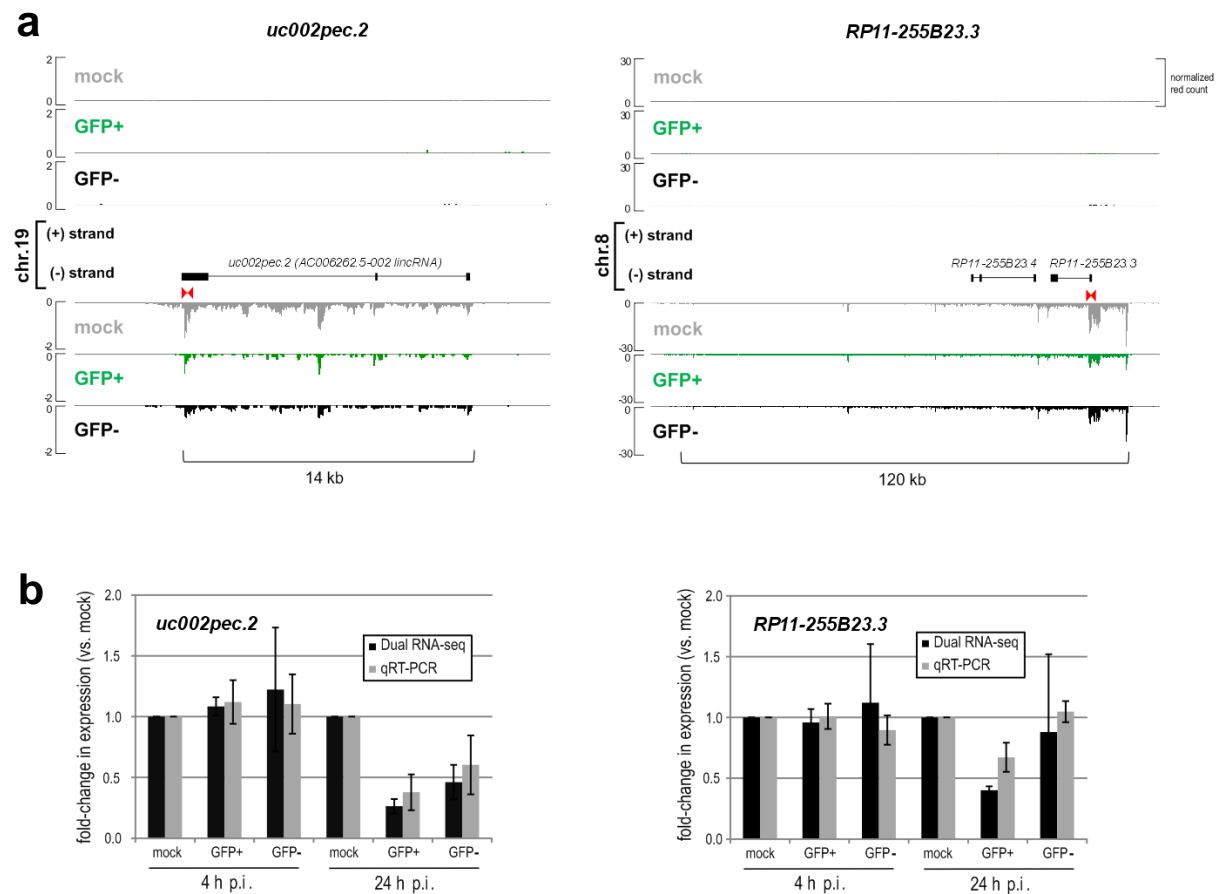 a
uc002pec.2
2
mock
0
2
GFP+
0
2
GFP-
0
chr.19
(+) strand
(-) strand
uc002pec.2 (AC006262.5-002 lincRNA)
0
mock
-2
0
GFP+
-2
0
GFP-
-2
14 kb
RP11-255B23.3
30
mock
0
normalized
red count
30
GFP+
0
30
GFP-
0
chr.8
(+) strand
(-) strand
RP11-255B23.4
RP11-255B23.3
0
mock
-30
0
GFP+
-30
0
GFP-
-30
120 kb
b
fold-change in expression (vs. mock)
2.0
1.5
1.0
0.5
0.0
uc002pec.2
Dual RNA-seq
qRT-PCR
mock GFP+ GFP- mock GFP+ GFP-
4 h p.i. 24 h p.i.
fold-change in expression (vs. mock)
2.0
1.5
1.0
0.5
0.0
RP11-255B23.3
Dual RNA-seq
qRT-PCR
mock GFP+ GFP- mock GFP+ GFP-
4 h p.i. 24 h p.i.